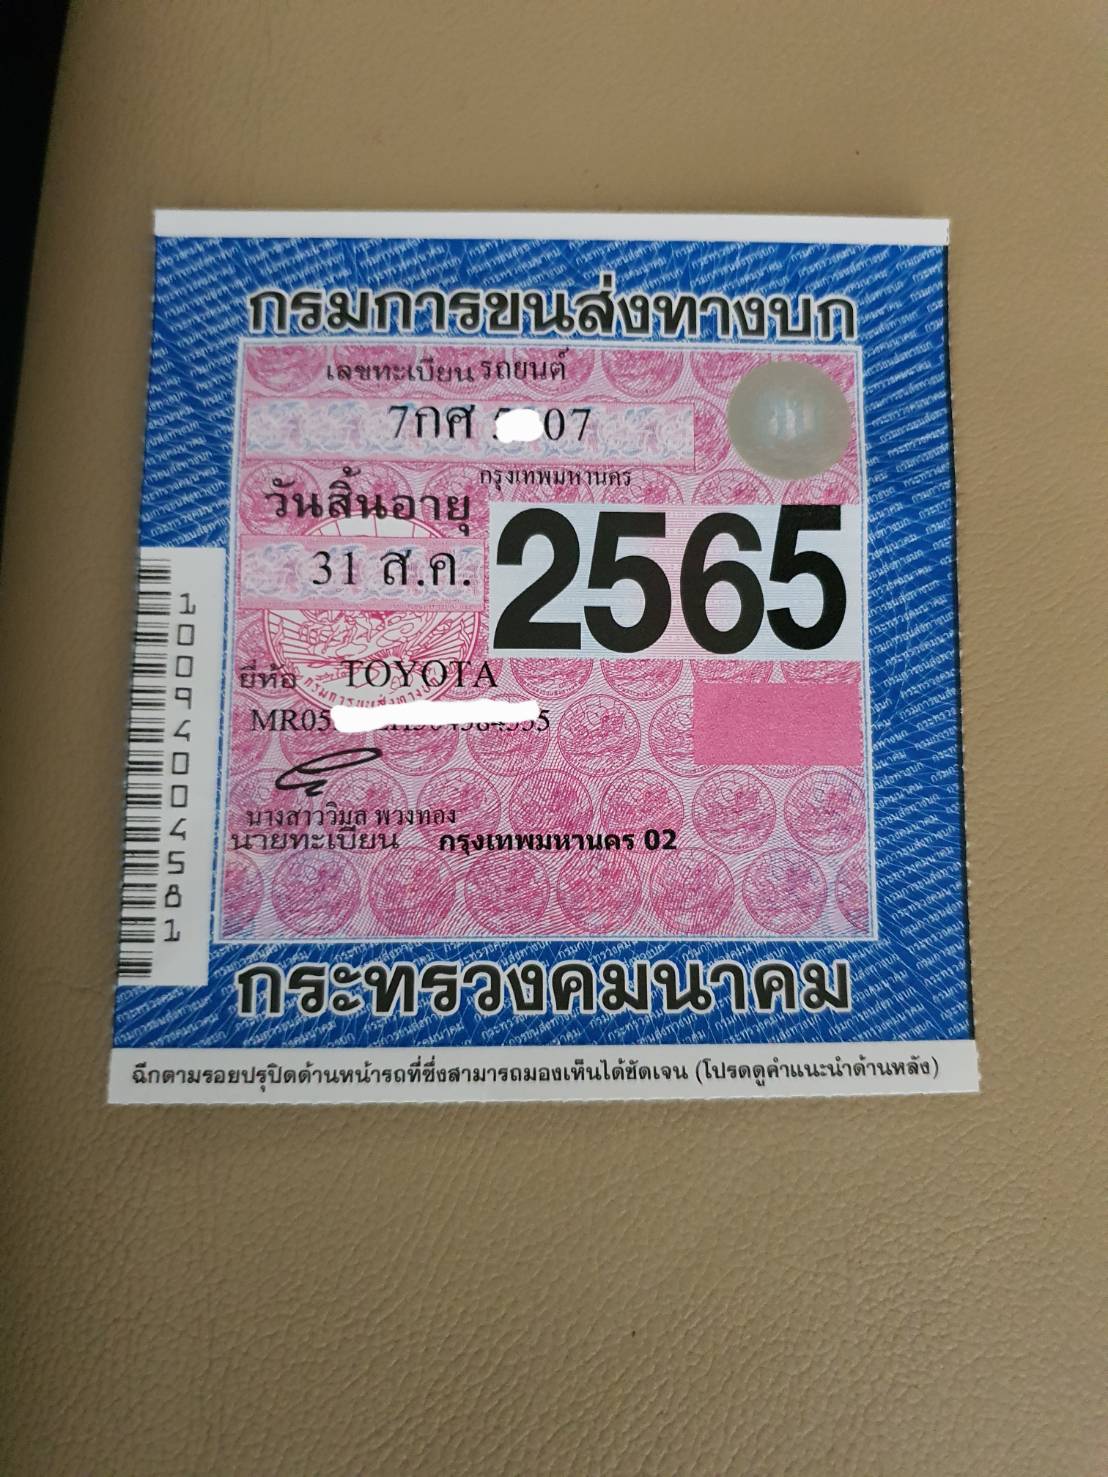 กรมการขนส่งทางบก
เลขทะเบียน รถยนต์
7กศ 07
กรุงเทพมหานคร
วันสิ้นอายุ
31 ส.ค. 2565
ยี่ห้อ TOYOTA
MR05
นางสาววิมล พวงทอง
นายทะเบียน กรุงเทพมหานคร 02
10094004581
กระทรวงคมนาคม
ฉีกตามรอยปรุปิดด้านหน้ารถที่ซึ่งสามารถมองเห็นได้ชัดเจน (โปรดดูคำแนะนำด้านหลัง)